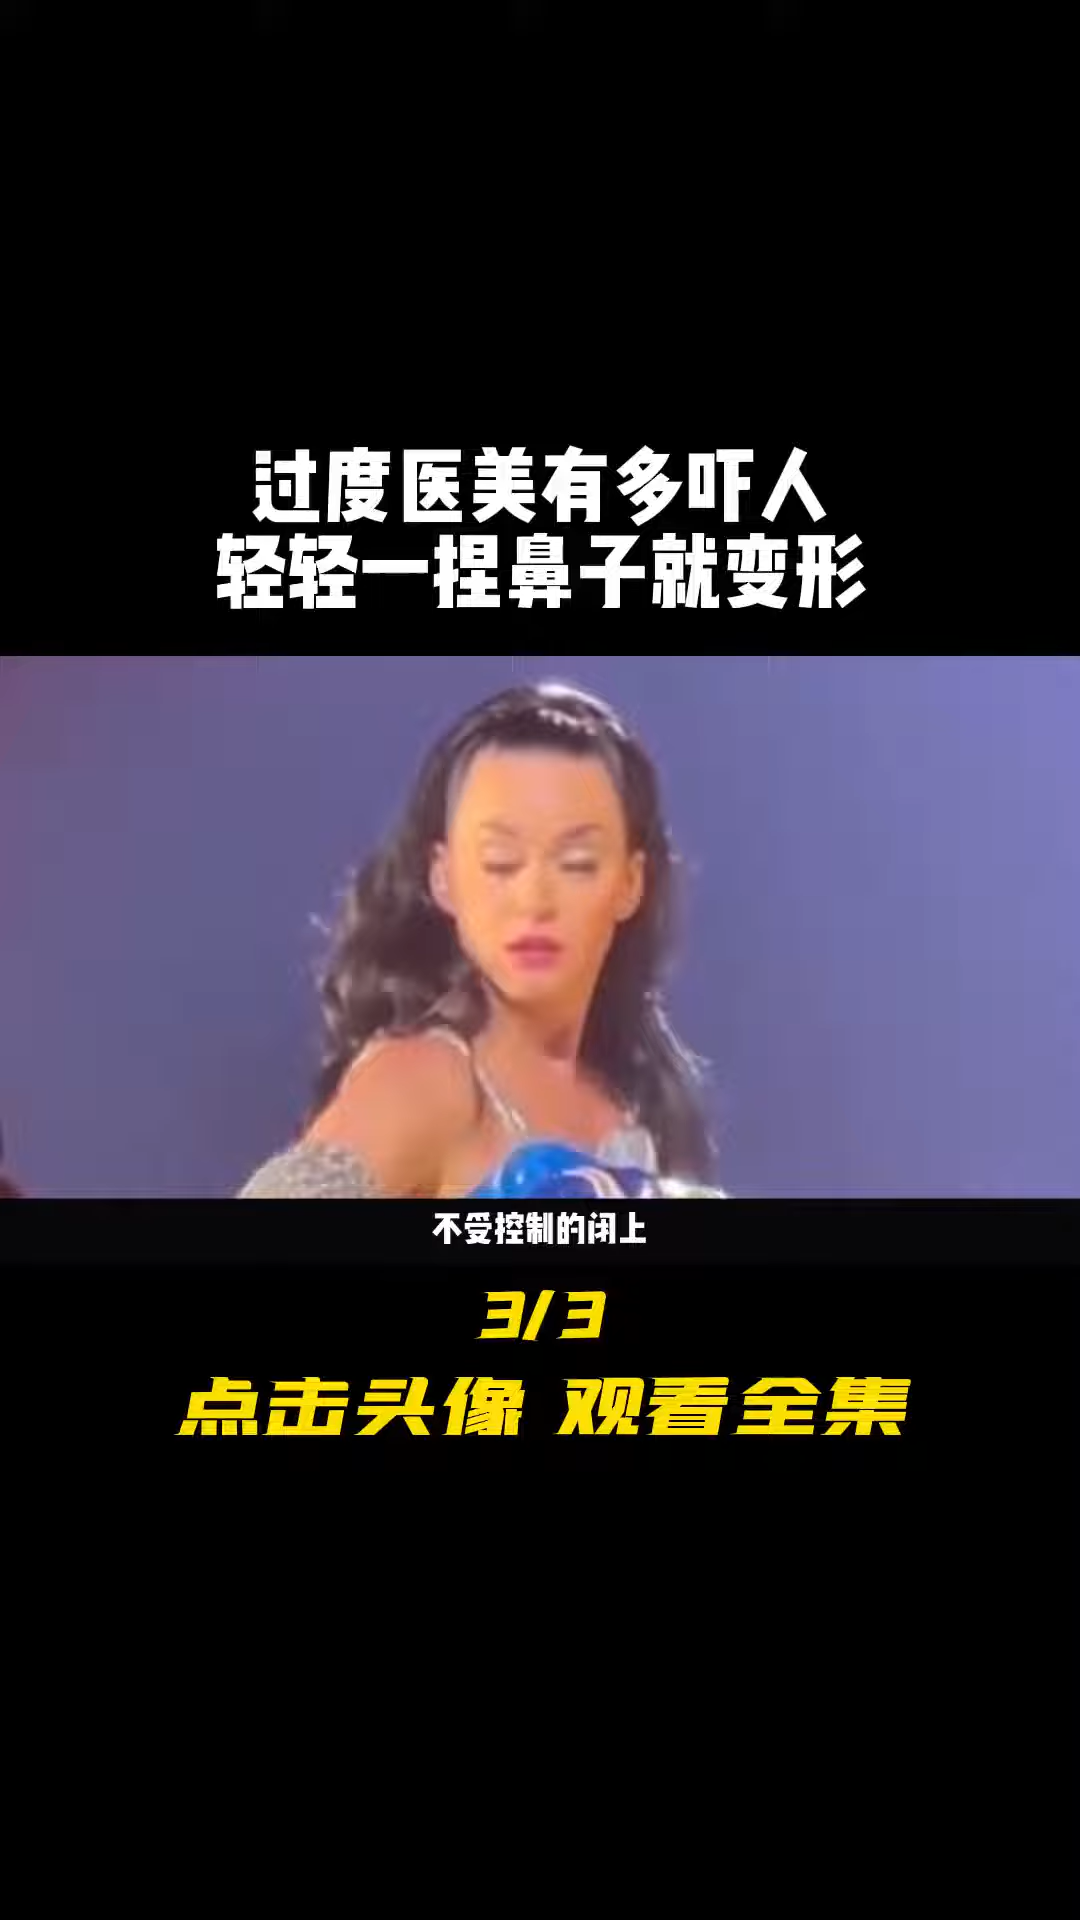 过度医美有多吓人
轻轻一捏鼻子就变形
不受控制的闭上
3/3
点击头像 观看全集